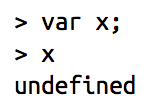 > var x;
> x
undefined